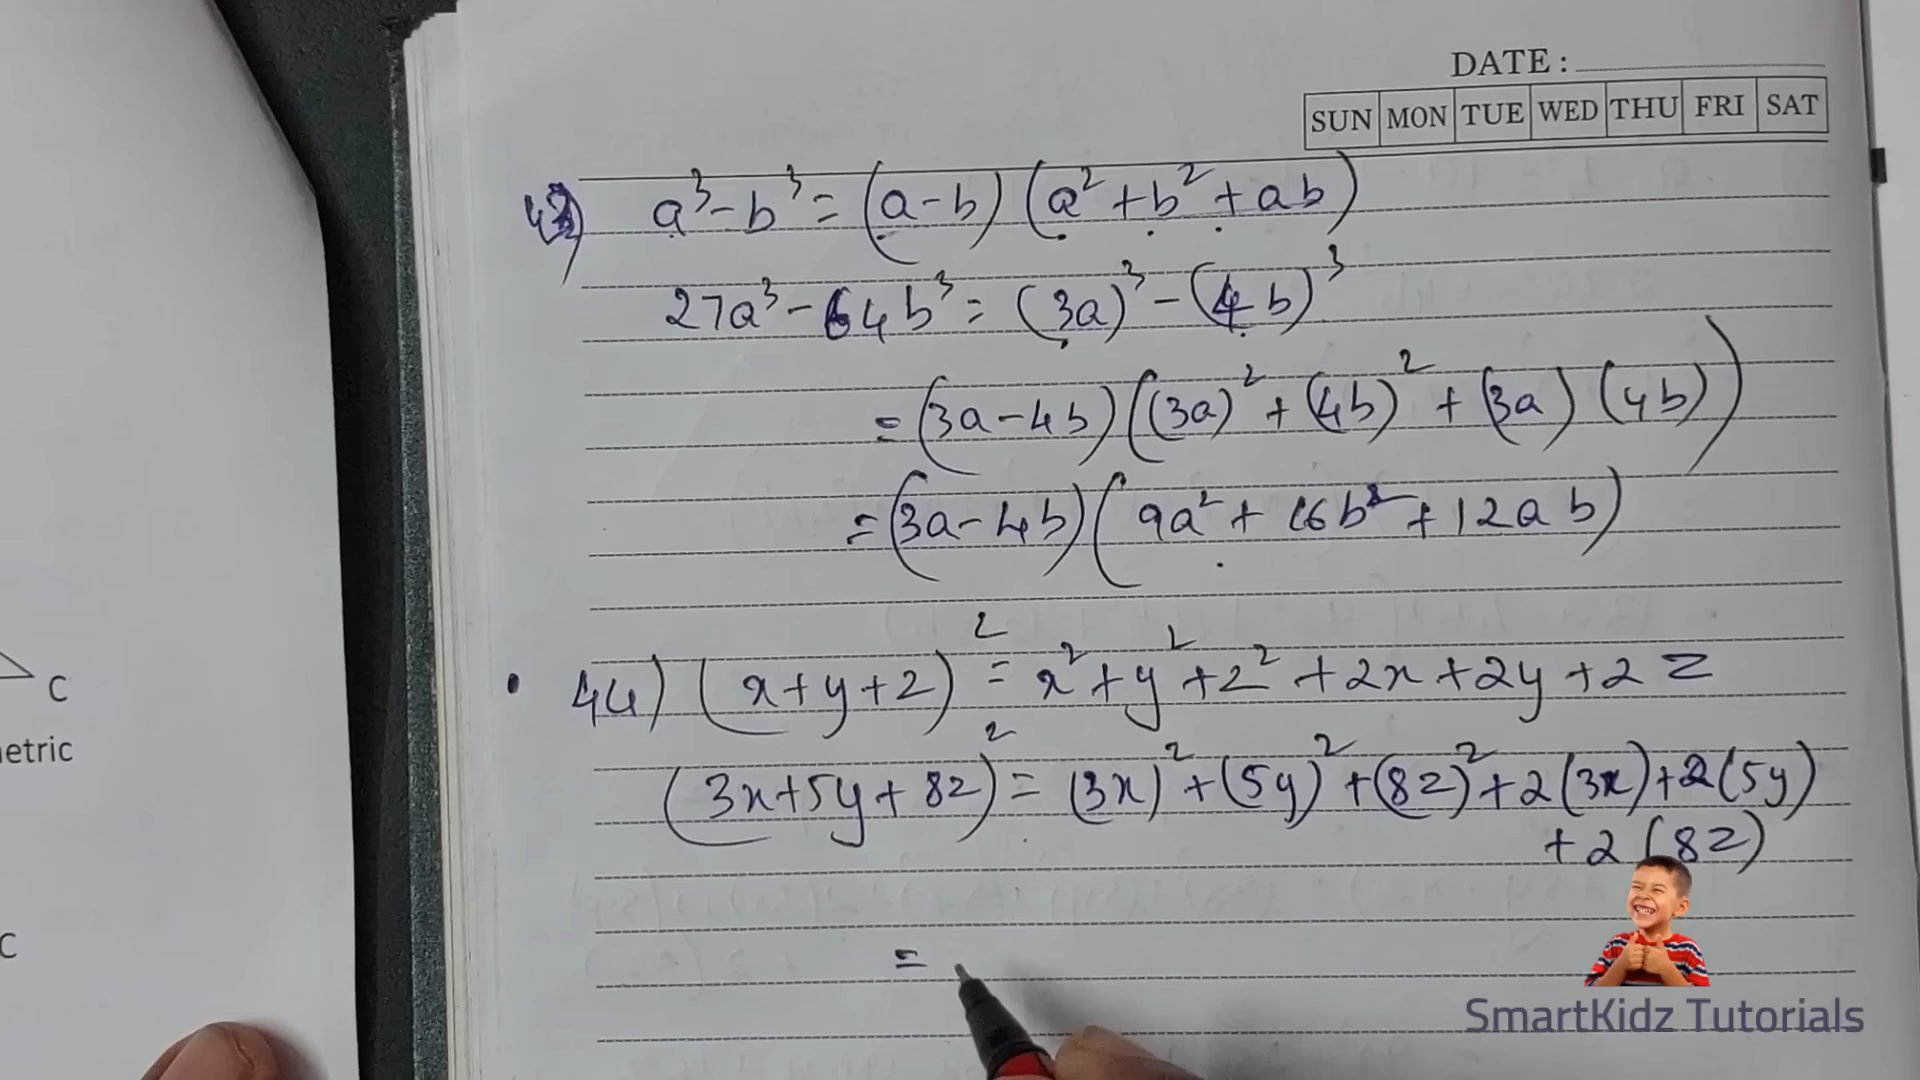 DATE :
SUN MON TUE WED THU FRI SAT
a³-b³ = (a-b) (a²+b²+ab)
27a³-64b³ = (3a)³-(4b)³
= (3a-4b)((3a)²+(4b)²+(3a)(4b))
= (3a-4b)(9a²+16b²+12ab)
44) (x+y+z)² = x²+y²+z²+2x+2y+2z
(3x+5y+8z)² = (3x)²+(5y)²+(8z)²+2(3x)+2(5y)
+2(8z)
=
C
etric
C
SmartKidz Tutorials